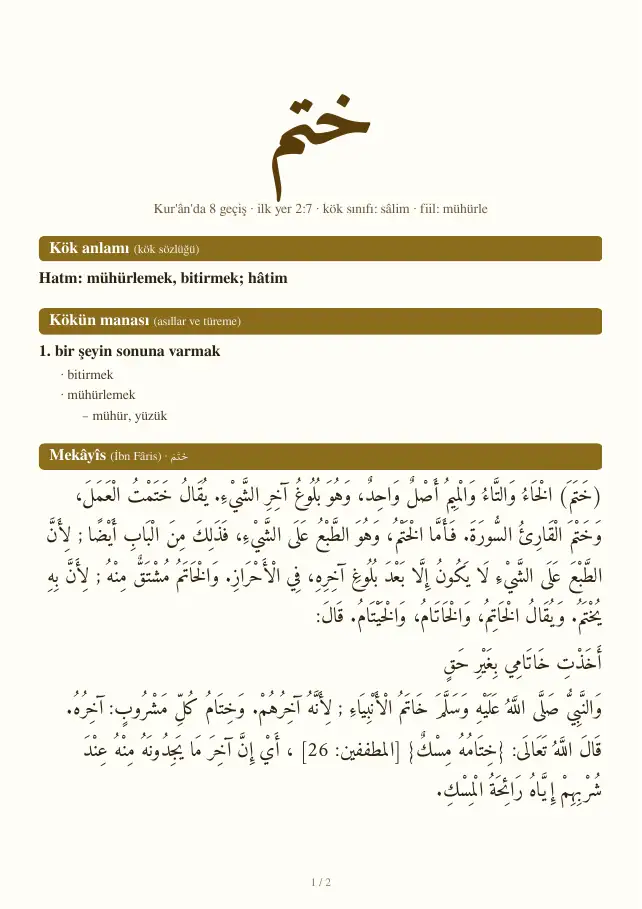 ختم
Kur'ân'da 8 geçiş · ilk yer 2:7 · kök sınıfı: sâlim · fiil: mühürle
Kök anlamı (kök sözlüğü)
Hatm: mühürlemek, bitirmek; hâtim
Kökün manası (asıllar ve türeme)
1. bir şeyin sonuna varmak
· bitirmek
· mühürlemek
– mühür, yüzük
Mekâyîs (İbn Fâris) · خَتَمَ
(خَتَمَ) الْخَاءُ وَالتَّاءُ وَالْمِيمُ أَصْلٌ وَاحِدٌ، وَهُوَ بُلُوغُ آخِرِ الشَّيْءِ. يُقَالُ خَتَمْتُ الْعَمَلَ،
وَخَتَمَ الْقَارِئُ السُّورَةَ. فَأَمَّا الْخَتْمُ، وَهُوَ الطَّبْعُ عَلَى الشَّيْءِ، فَذَلِكَ مِنَ الْبَابِ أَيْضًا ; لِأَنَّ
الطَّبْعَ عَلَى الشَّيْءِ لَا يَكُونُ إِلَّا بَعْدَ بُلُوغِ آخِرِهِ، فِي الْأَحْرَازِ. وَالْخَاتَمُ مُشْتَقٌّ مِنْهُ ; لِأَنَّ بِهِ
يُخْتَمُ. وَيُقَالُ الْخَاتِمُ، وَالْخَاتَامُ، وَالْخَيْتَامُ. قَالَ:
أَخَذْتِ خَاتَامِي بِغَيْرِ حَقٍّ
وَالنَّبِيُّ صَلَّى اللَّهُ عَلَيْهِ وَسَلَّمَ خَاتَمُ الْأَنْبِيَاءِ ; لِأَنَّهُ آخِرُهُمْ. وَخِتَامُ كُلِّ مَشْرُوبٍ: آخِرُهُ.
قَالَ اللَّهُ تَعَالَى: {خِتَامُهُ مِسْكٌ} [المطففين: 26] ، أَيْ إِنَّ آخِرَ مَا يَجِدُونَهُ مِنْهُ عِنْدَ
شُرْبِهِمْ إِيَّاهُ رَائِحَةُ الْمِسْكِ.
1 / 2